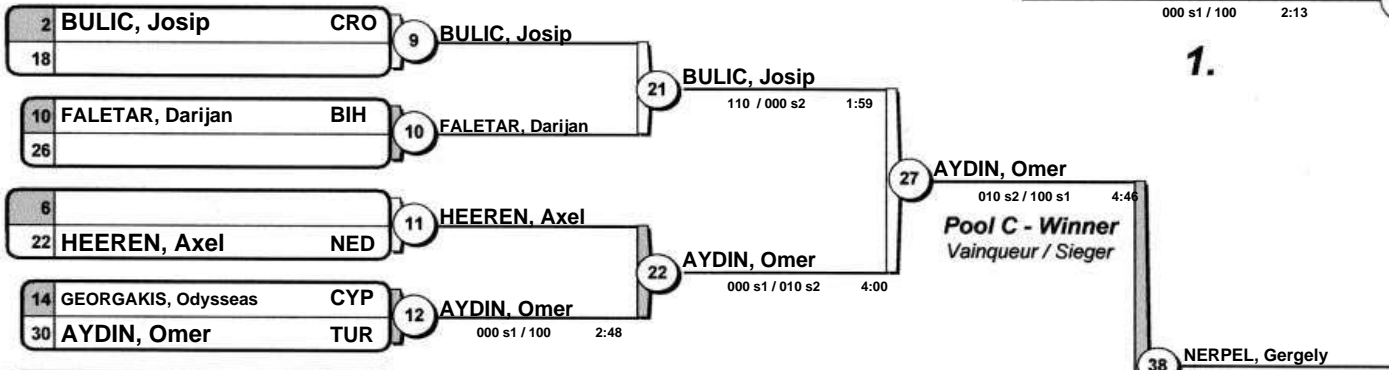 000 s1 / 100 2:13
1.
2 BULIC, Josip CRO
18
9 BULIC, Josip
21 BULIC, Josip
110 / 000 s2 1:59
10 FALETAR, Darijan BIH
26
10 FALETAR, Darijan
27 AYDIN, Omer
010 s2 / 100 s1 4:46
Pool C - Winner
Vainqueur / Sieger
6
22 HEEREN, Axel NED
11 HEEREN, Axel
22 AYDIN, Omer
000 s1 / 010 s2 4:00
14 GEORGAKIS, Odysseas CYP
30 AYDIN, Omer TUR
12 AYDIN, Omer
000 s1 / 100 2:48
38 NERPEL, Gergely